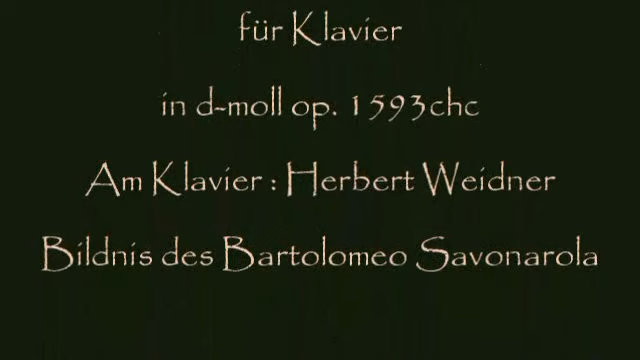 für Klavier
in d-moll op. 1593chc
Am Klavier : Herbert Weidner
Bildnis des Bartolomeo Savonarola